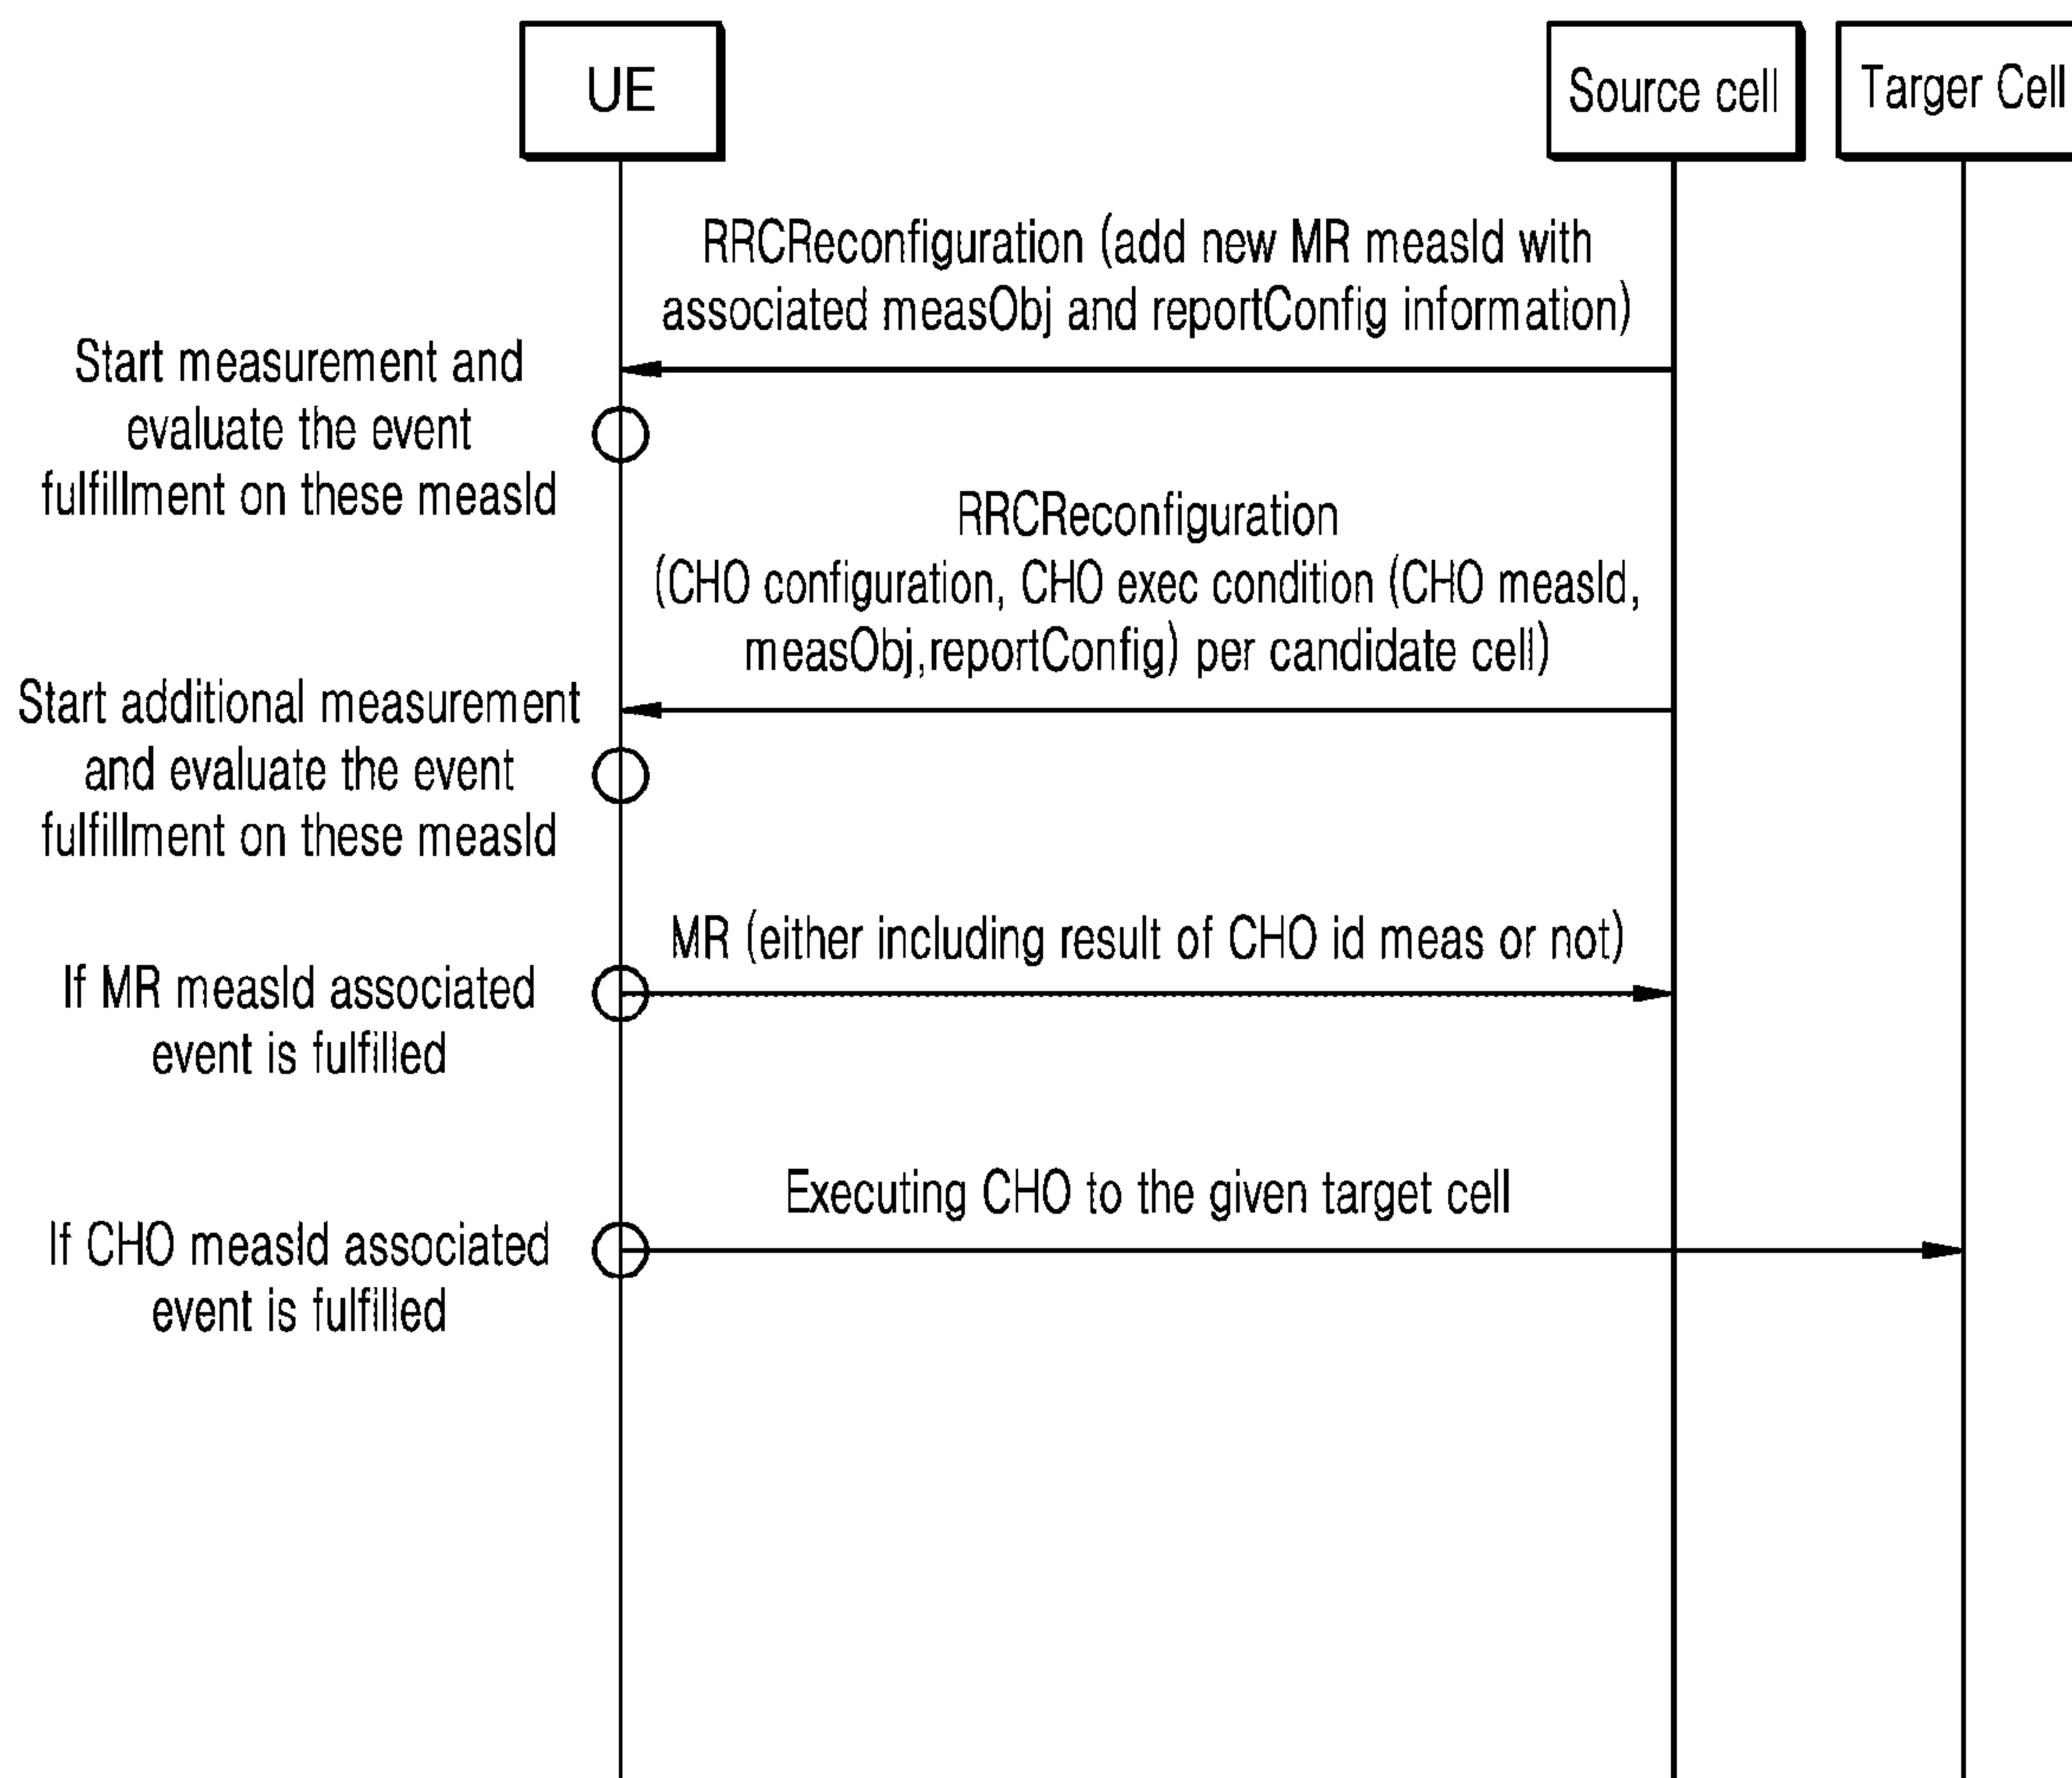 UE
Source cell
Targer Cell
RRCReconfiguration (add new MR measId with
associated measObj and reportConfig information)
Start measurement and
evaluate the event
fulfillment on these measId
RRCReconfiguration
(CHO configuration, CHO exec condition (CHO measId,
measObj,reportConfig) per candidate cell)
Start additional measurement
and evaluate the event
fulfillment on these measId
MR (either including result of CHO id meas or not)
If MR measId associated
event is fulfilled
Executing CHO to the given target cell
If CHO measId associated
event is fulfilled